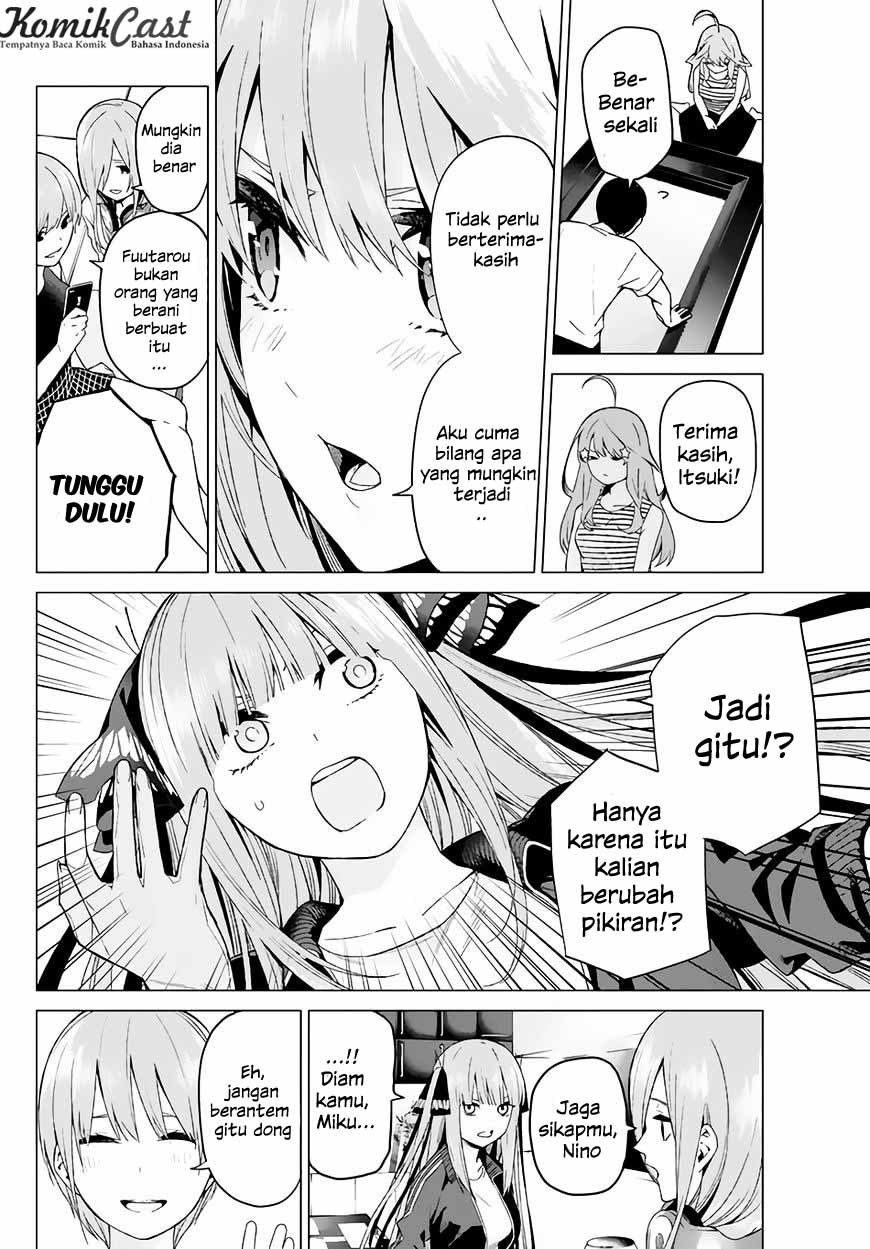 KomikCast
Tempatnya Baca Komik Bahasa Indonesia
Be-
Benar
sekali
Terima
kasih,
Itsuki!
Tidak perlu
berterima-
kasih
Aku cuma
bilang apa
yang mungkin
terjadi
..
Mungkin
dia
benar
Fuutarou
bukan
orang yang
berani
berbuat
itu
...
TUNGGU
DULU!
Jadi
gitu!?
Hanya
karena itu
kalian
berubah
pikiran!?
Jaga
sikapmu,
Nino
...!!
Diam
kamu,
Miku...
Eh,
jangan
berantem
gitu dong